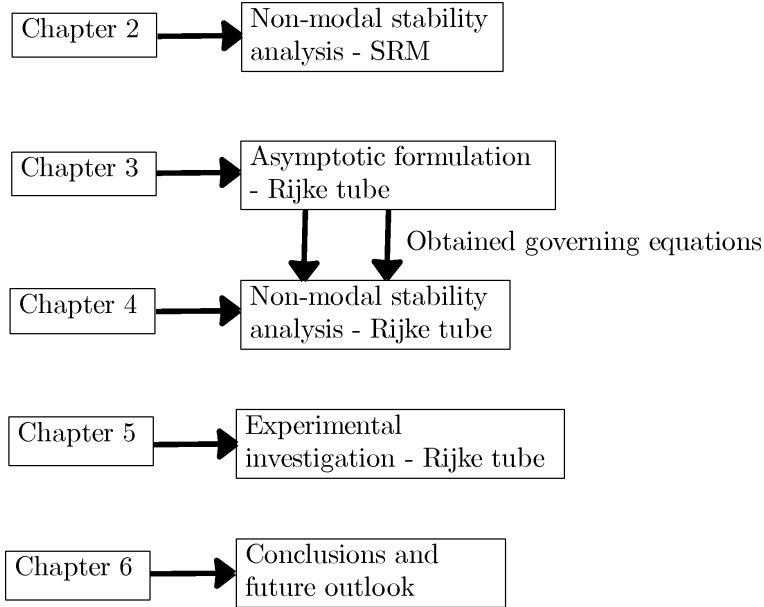 Chapter 2
Non-modal stability
analysis - SRM
Chapter 3
Asymptotic formulation
- Rijke tube
Obtained governing equations
Chapter 4
Non-modal stability
analysis - Rijke tube
Chapter 5
Experimental
investigation - Rijke tube
Chapter 6
Conclusions and
future outlook